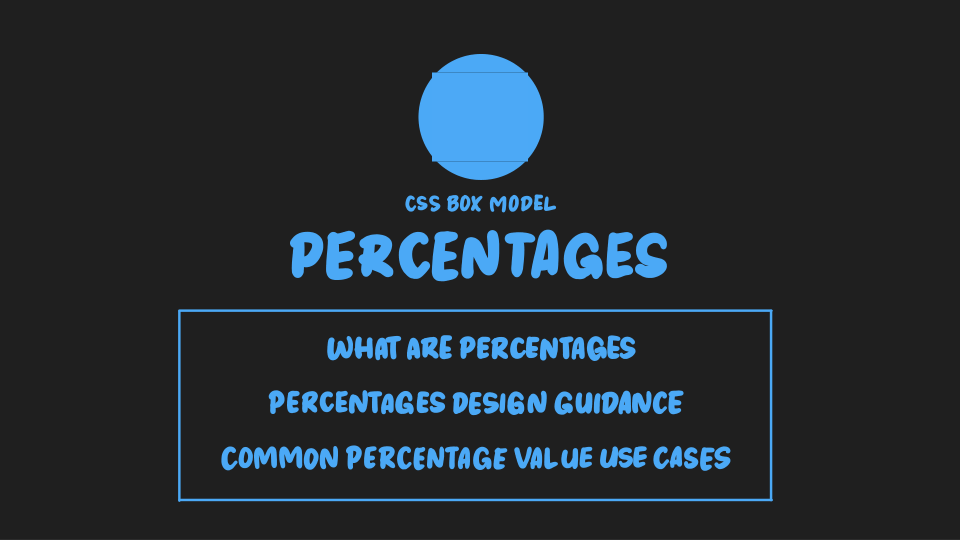 CSS BOX MODEL
PERCENTAGES
WHAT ARE PERCENTAGES
PERCENTAGES DESIGN GUIDANCE
COMMON PERCENTAGE VALUE USE CASES